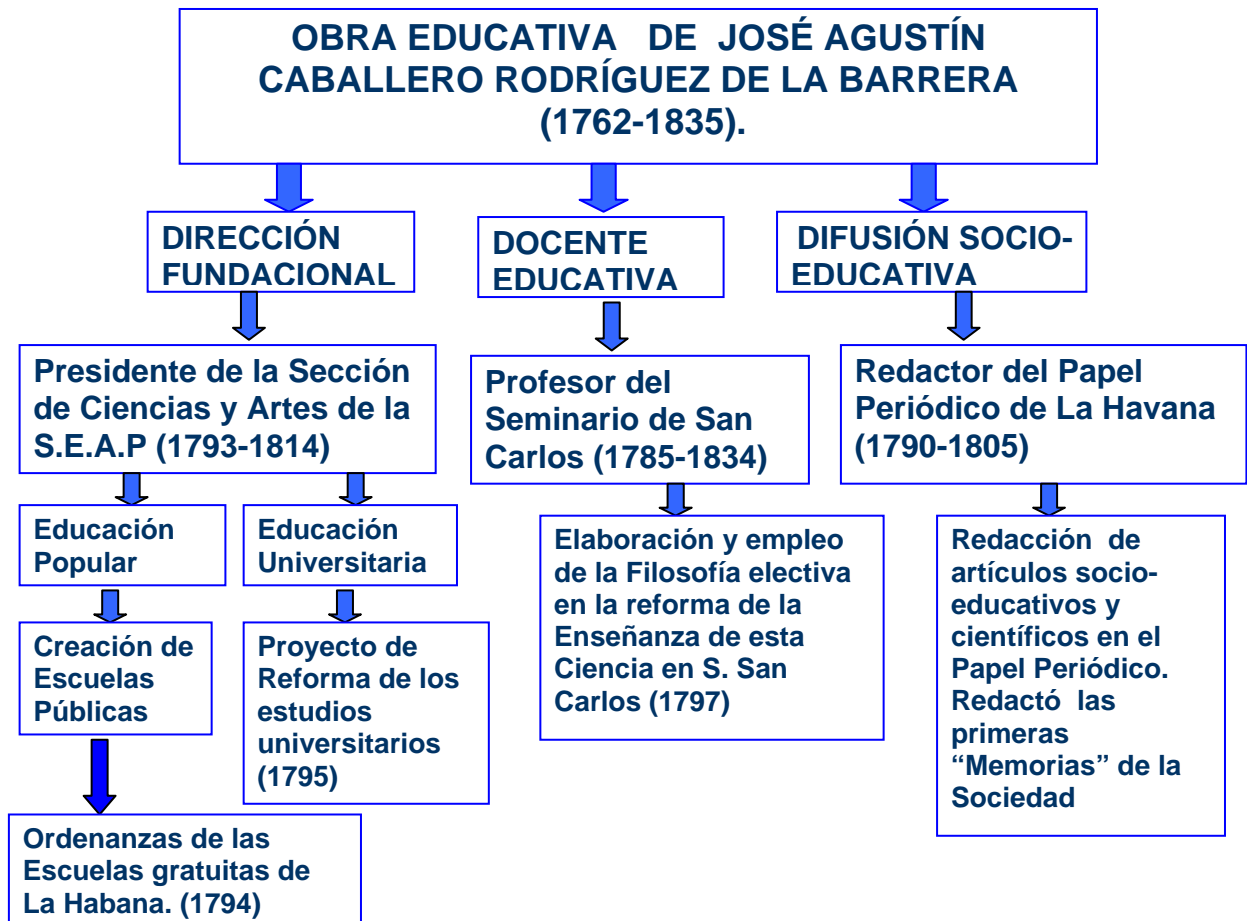 OBRA EDUCATIVA DE JOSÉ AGUSTÍN
CABALLERO RODRÍGUEZ DE LA BARRERA
(1762-1835).
DIRECCIÓN
FUNDACIONAL
DOCENTE
EDUCATIVA
DIFUSIÓN SOCIO-
EDUCATIVA
Presidente de la Sección
de Ciencias y Artes de la
S.E.A.P (1793-1814)
Profesor del
Seminario de San
Carlos (1785-1834)
Redactor del Papel
Periódico de La Havana
(1790-1805)
Educación
Popular
Educación
Universitaria
Elaboración y empleo
de la Filosofía electiva
en la reforma de la
Enseñanza de esta
Ciencia en S. San
Carlos (1797)
Redacción de
artículos socio-
educativos y
científicos en el
Papel Periódico.
Redactó las
primeras
“Memorias” de la
Sociedad
Creación de
Escuelas
Públicas
Proyecto de
Reforma de los
estudios
universitarios
(1795)
Ordenanzas de las
Escuelas gratuitas de
La Habana. (1794)